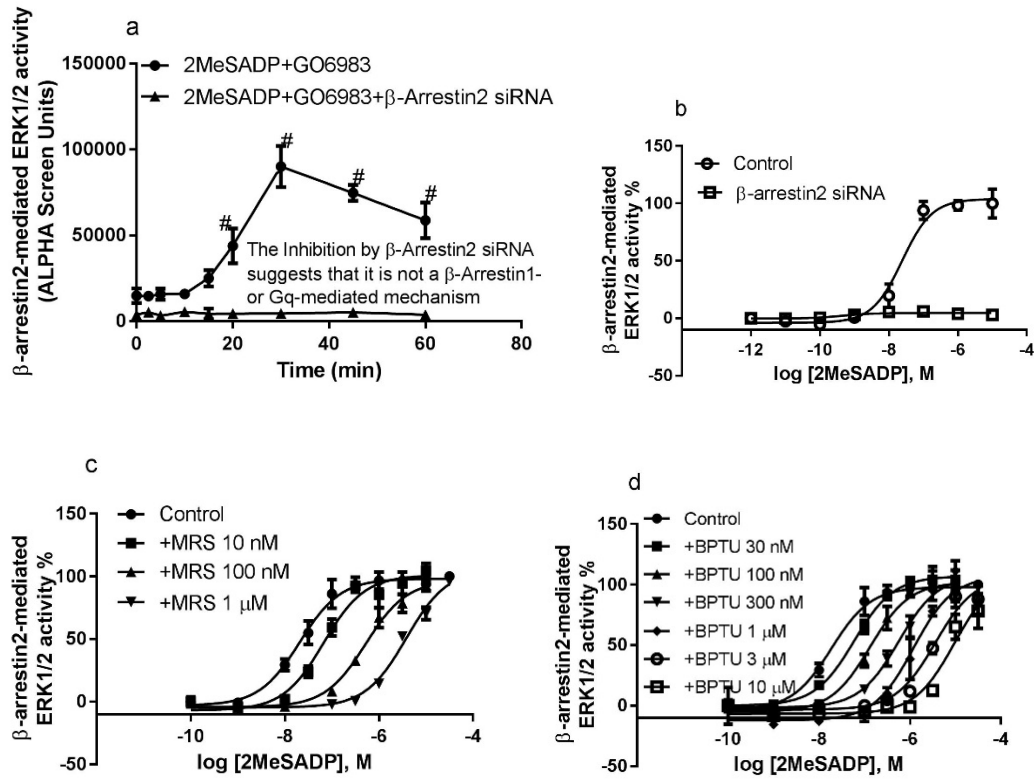 a
β-arrestin2-mediated ERK1/2 activity
(ALPHA Screen Units)
150000
100000
50000
0
2MeSADP+GO6983
2MeSADP+GO6983+β-Arrestin2 siRNA
#
#
#
#
The Inhibition by β-Arrestin2 siRNA
suggests that it is not a β-Arrestin1-
or Gq-mediated mechanism
0
20
40
60
80
Time (min)
b
β-arrestin2-mediated
ERK1/2 activity %
150
100
50
0
-50
Control
β-arrestin2 siRNA
-12
-10
-8
-6
-4
log [2MeSADP], M
c
β-arrestin2-mediated
ERK1/2 activity %
150
100
50
0
-50
Control
+MRS 10 nM
+MRS 100 nM
+MRS 1 μM
-10
-8
-6
-4
log [2MeSADP], M
d
β-arrestin2-mediated
ERK1/2 activity %
150
100
50
0
-50
Control
+BPTU 30 nM
+BPTU 100 nM
+BPTU 300 nM
+BPTU 1 μM
+BPTU 3 μM
+BPTU 10 μM
-10
-8
-6
-4
log [2MeSADP], M